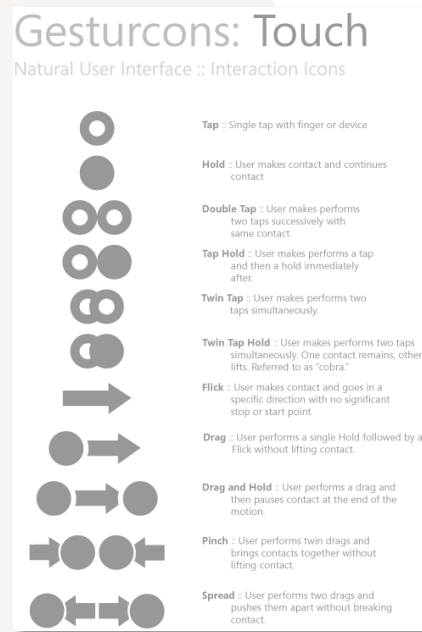 Gesturcons: Touch
Natural User Interface :: Interaction Icons
Tap :: Single tap with finger or device
Hold :: User makes contact and continues
contact
Double Tap :: User makes performs
two taps successively with
same contact.
Tap Hold :: User makes performs a tap
and then a hold immediately
after.
Twin Tap :: User makes performs two
taps simultaneously.
Twin Tap Hold :: User makes performs two taps
simultaneously. One contact remains, other
lifts. Referred to as "cobra."
Flick :: User makes contact and goes in a
specific direction with no significant
stop or start point
Drag :: User performs a single Hold followed by a
Flick without lifting contact.
Drag and Hold :: User performs a drag and
then pauses contact at the end of the
motion.
Pinch :: User performs twin drags and
brings contacts together without
lifting contact.
Spread :: User performs two drags and
pushes them apart without breaking
contact.